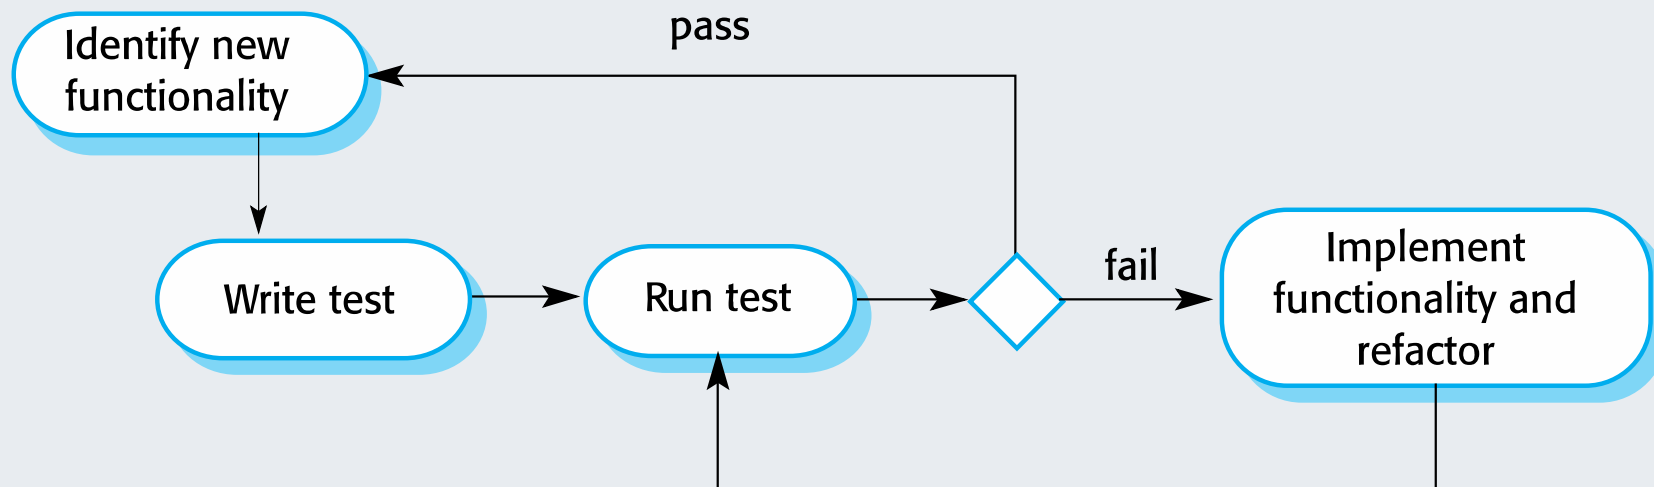 pass
Identify new
functionality
Write test
Run test
fail
Implement
functionality and
refactor